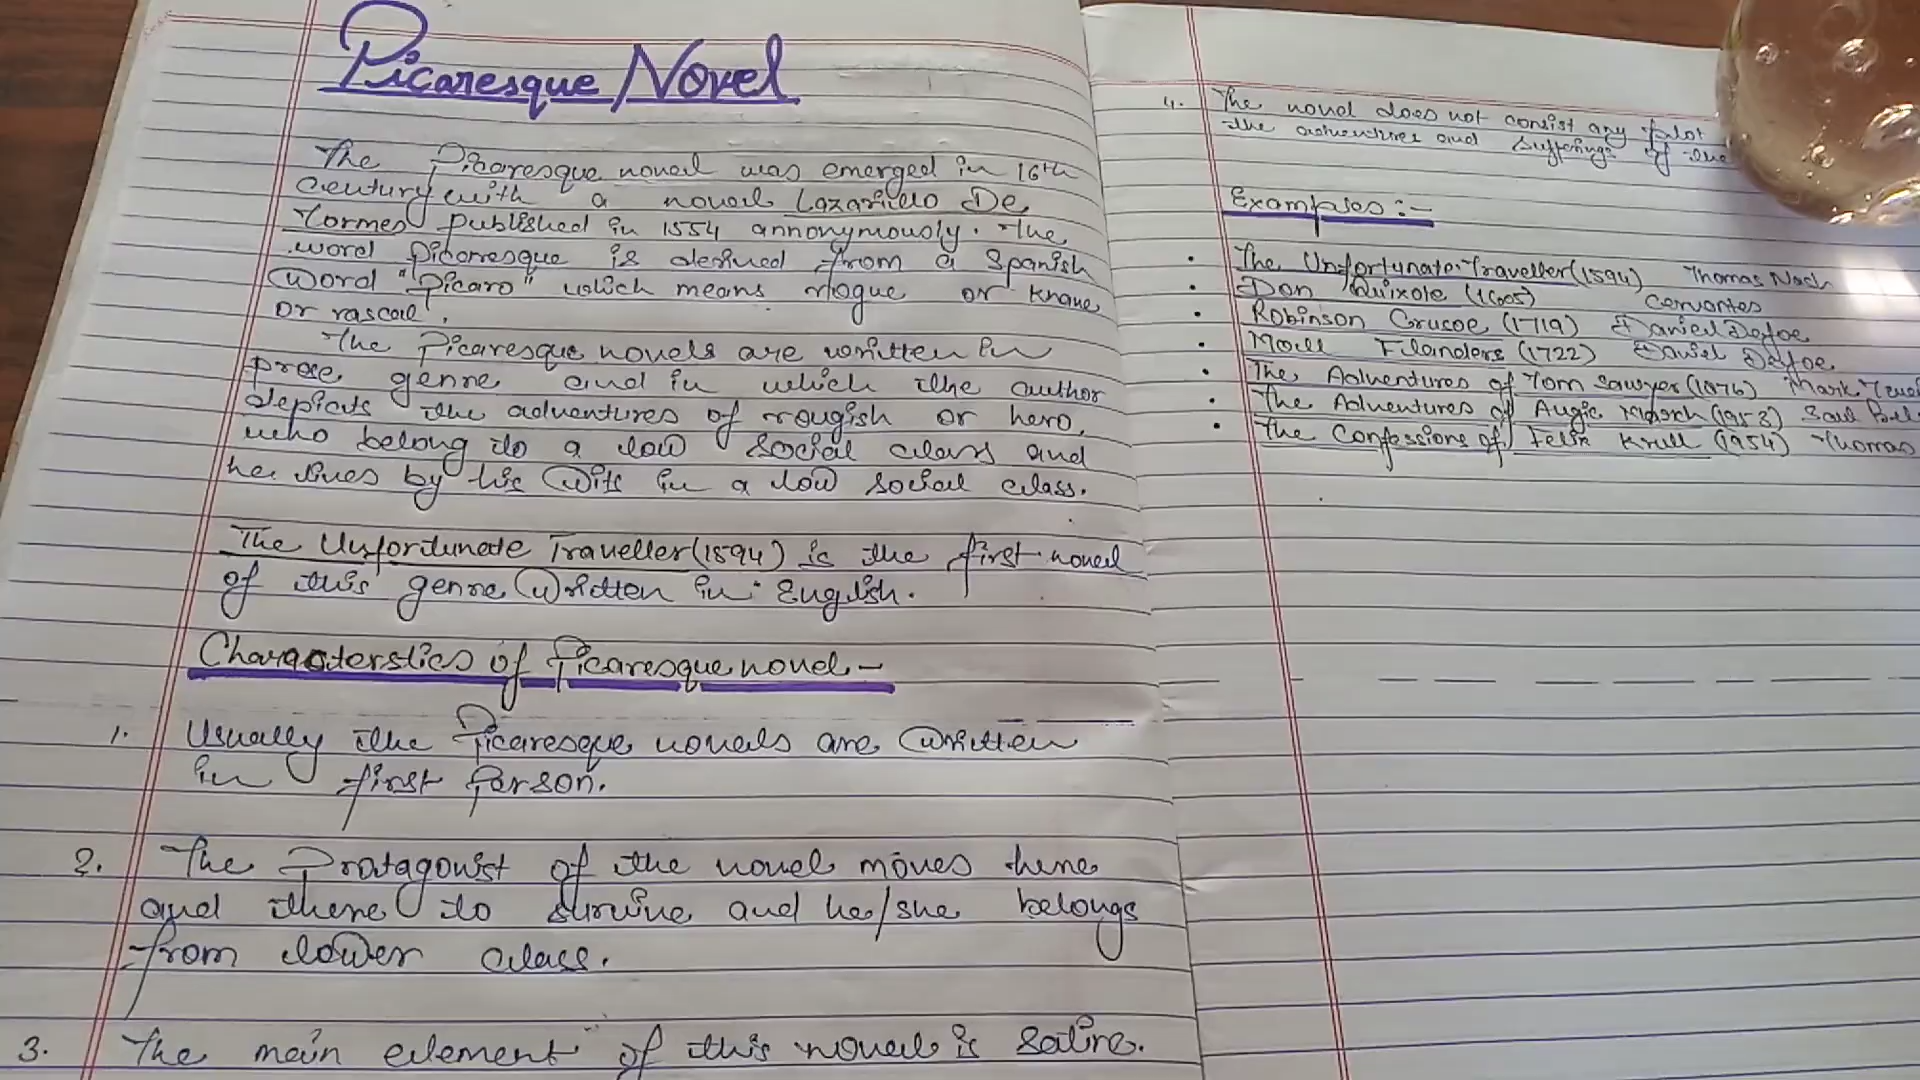 Picaresque Novel
The Picaresque novel was emerged in 16th
century with a novel Lazarillo De
Tormes published in 1554 annonymously. The
word Picarresque is derived from a Spanish
word "Picaro" which means rogue or knave
or rascal.
The Picaresque novels are written in
prose genre and in which the author
depicts the adventures of rougish or hero,
who belong to a low social class and
he lives by his wits in a low social class.
The Unfortunate Traveller (1594) is the first novel
of this genre written in English.
Characterstics of Picaresque novel -
1. Usually the Picaresque novels are written
in first person.
2. The Protagonist of the novel moves here
and there to survive and he/she belongs
from lower class.
3. The main element of this novel is satire.
4. The novel does not consist any plot
the adventures and sufferings of the
Examples :-
• The Unfortunate Traveller (1594) Thomas Nash
• Don Quixote (1605) Cervantes
• Robinson Crusoe (1719) Daniel Defoe
• Moll Flanders (1722) Daniel Defoe
• The Adventures of Tom Sawyer (1876) Mark
• The Adventures of Augie March (1953) Saul
• The Confessions of Felix Krull (1954) Thomas